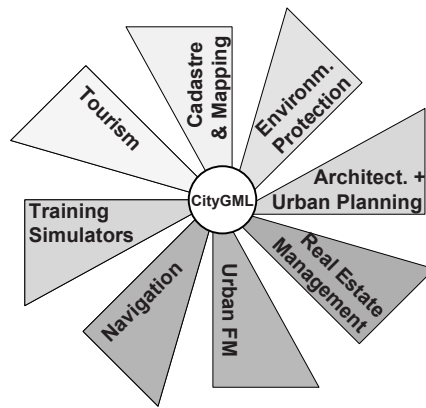 Cadastre
& Mapping
Environm.
Protection
Architect. +
Urban Planning
Real Estate
Management
Urban FM
Navigation
Training
Simulators
Tourism
CityGML